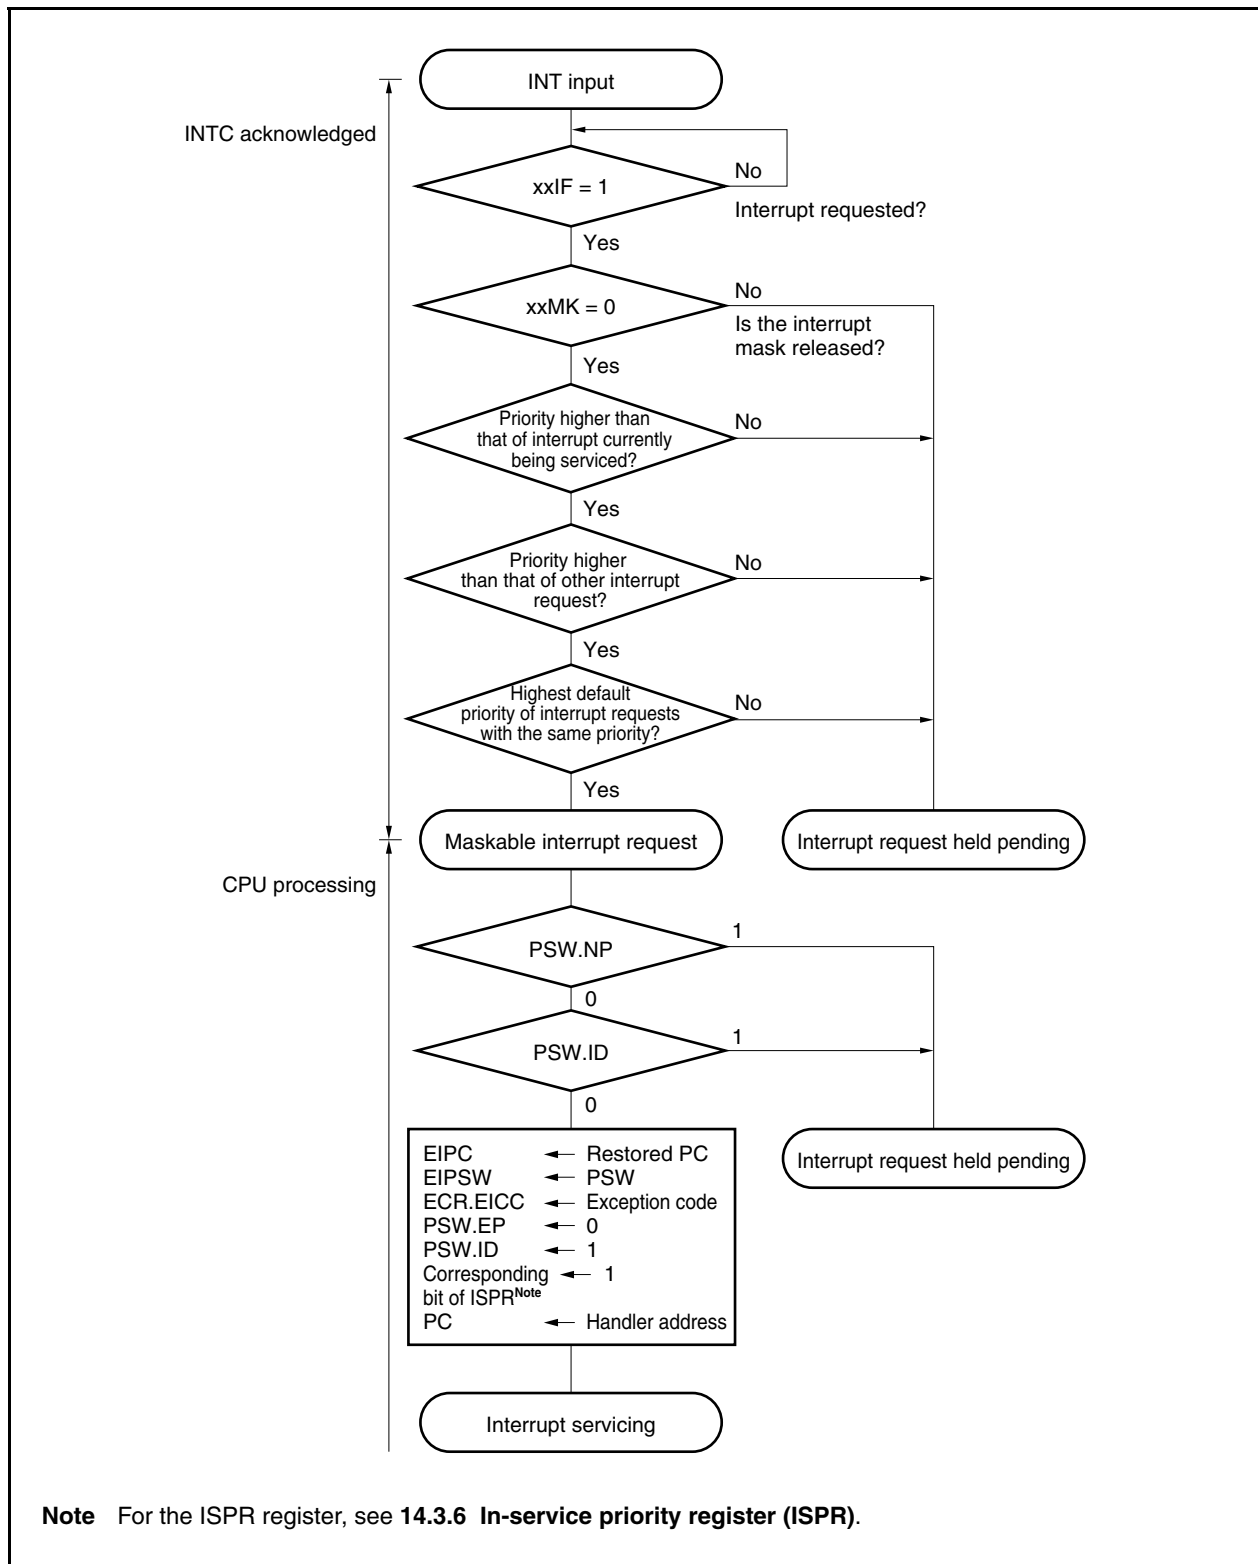 INT input
INTC acknowledged
xxIF = 1
No
Interrupt requested?
Yes
xxMK = 0
No
Is the interrupt
mask released?
Yes
Priority higher than
that of interrupt currently
being serviced?
No
Yes
Priority higher
than that of other interrupt
request?
No
Yes
Highest default
priority of interrupt requests
with the same priority?
No
Yes
Maskable interrupt request
Interrupt request held pending
CPU processing
PSW.NP
1
0
PSW.ID
1
0
Interrupt request held pending
EIPC ← Restored PC
EIPSW ← PSW
ECR.EICC ← Exception code
PSW.EP ← 0
PSW.ID ← 1
Corresponding ← 1
bit of ISPRNote
PC ← Handler address
Interrupt servicing
Note For the ISPR register, see 14.3.6 In-service priority register (ISPR).